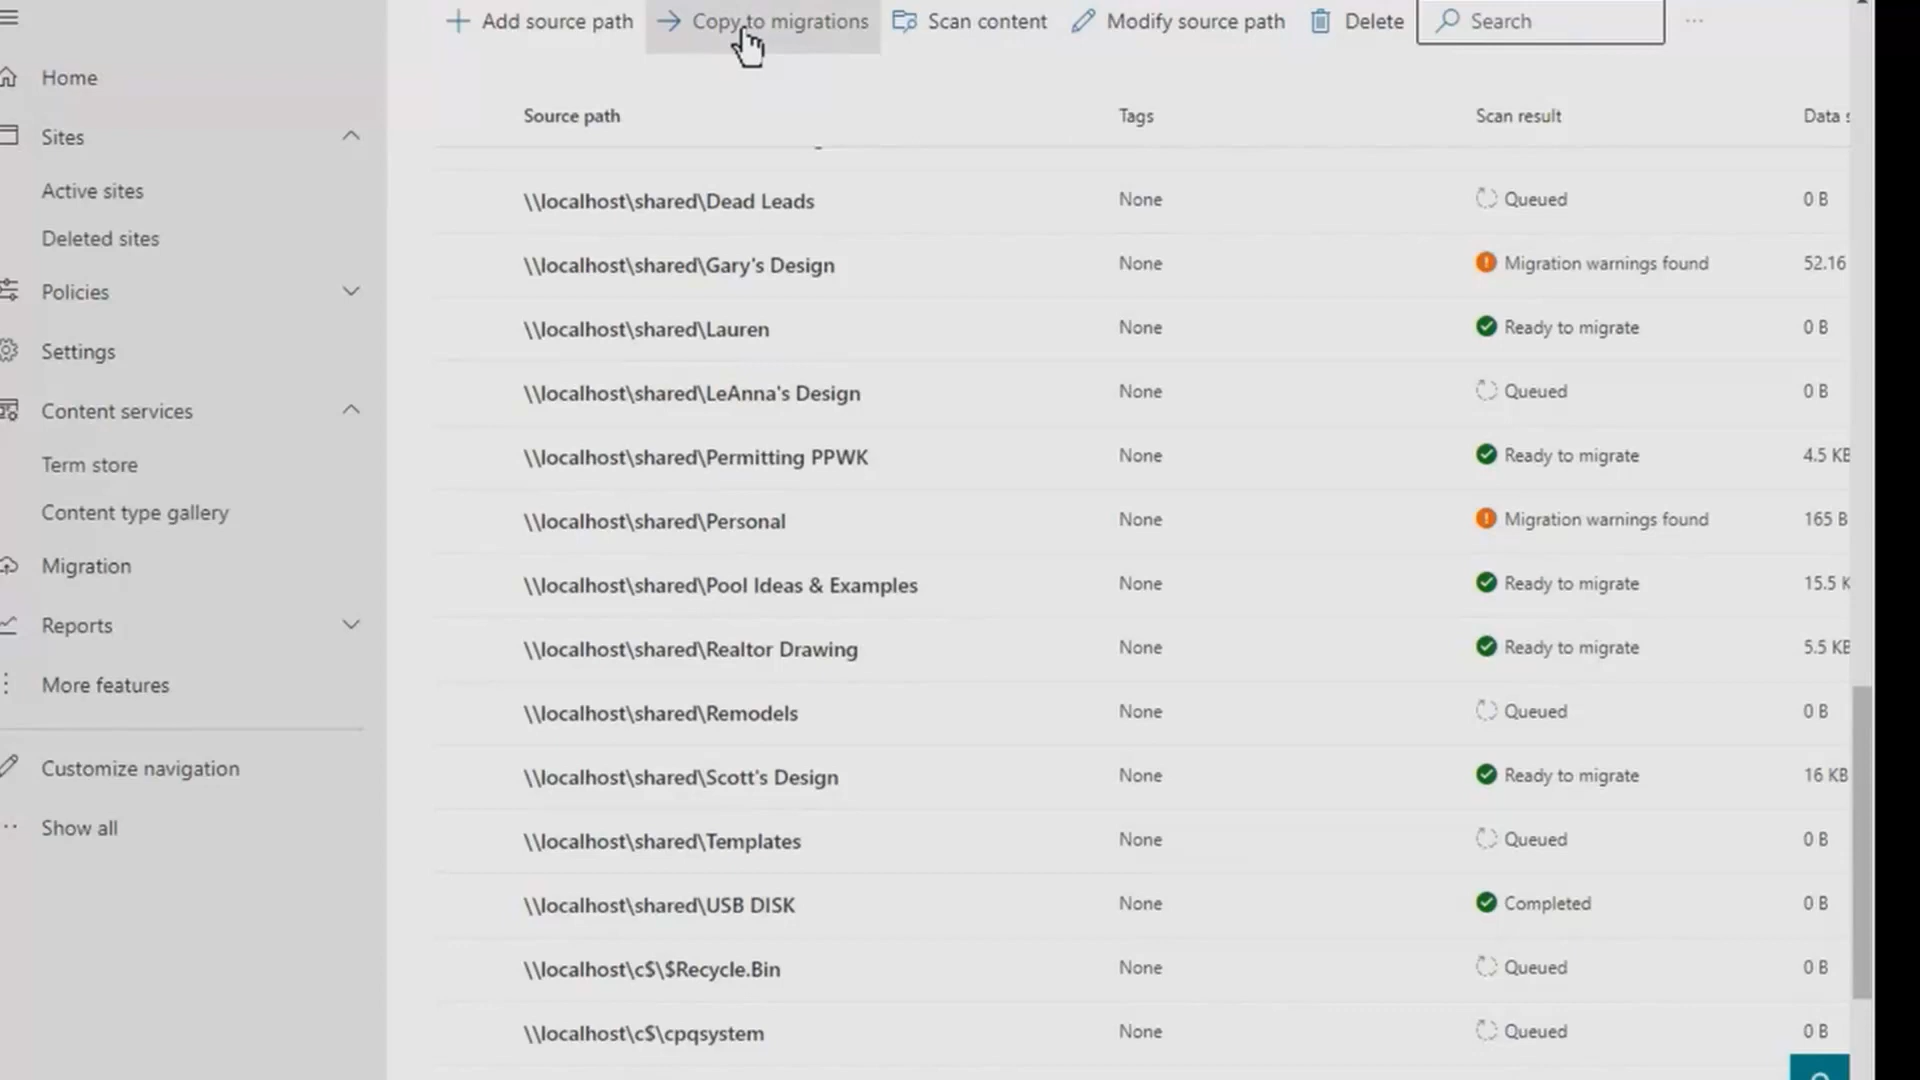 Add source path Copy to migrations Scan content Modify source path Delete Search ...
Home
Sites
Active sites
Deleted sites
Policies
Settings
Content services
Term store
Content type gallery
Migration
Reports
More features
Customize navigation
Show all
Source path Tags Scan result Data
\\localhost\shared\Dead Leads None Queued 0 B
\\localhost\shared\Gary's Design None Migration warnings found 52.16
\\localhost\shared\Lauren None Ready to migrate 0 B
\\localhost\shared\LeAnna's Design None Queued 0 B
\\localhost\shared\Permitting PPWK None Ready to migrate 4.5 KB
\\localhost\shared\Personal None Migration warnings found 165 B
\\localhost\shared\Pool Ideas & Examples None Ready to migrate 15.5 K
\\localhost\shared\Realtor Drawing None Ready to migrate 5.5 KB
\\localhost\shared\Remodels None Queued 0 B
\\localhost\shared\Scott's Design None Ready to migrate 16 KB
\\localhost\shared\Templates None Queued 0 B
\\localhost\shared\USB DISK None Completed 0 B
\\localhost\c$\$Recycle.Bin None Queued 0 B
\\localhost\c$\cpqsystem None Queued 0 B